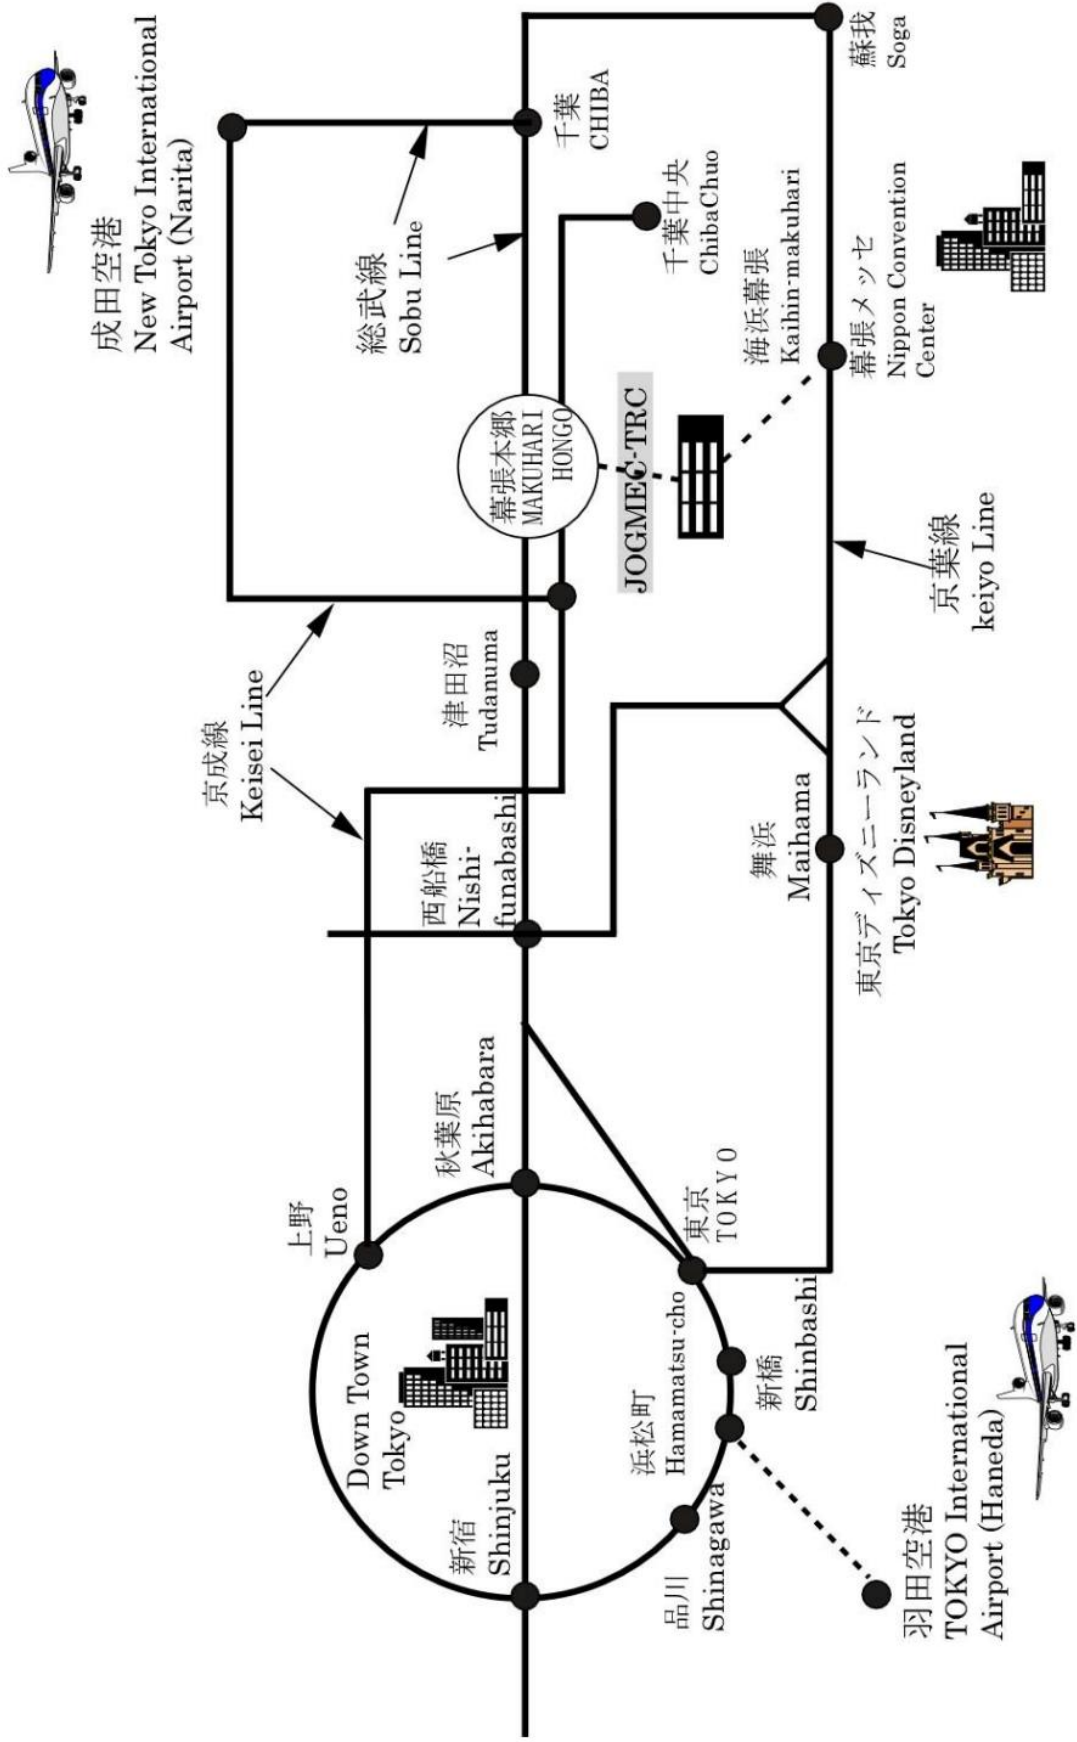 成田空港
New Tokyo International
Airport (Narita)
京成線
Keisei Line
総武線
Sobu Line
上野
Ueno
Down Town
Tokyo
新宿
Shinjuku
秋葉原
Akihabara
西船橋
Nishi-
funabashi
津田沼
Tudanuma
幕張本郷
MAKUHARI
HONGO
千葉
CHIBA
千葉中央
ChibaChuo
JOGMEC-TRC
浜松町
Hamamatsu-cho
品川
Shinagawa
東京
TOKYO
新橋
Shinbashi
舞浜
Maihama
海浜幕張
Kaihin-makuhari
蘇我
Soga
幕張メッセ
Nippon Convention
Center
東京ディズニーランド
Tokyo Disneyland
京葉線
keiyo Line
羽田空港
TOKYO International
Airport (Haneda)